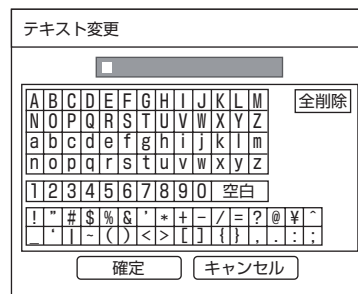 テキスト変更
A B C D E F G H I J K L M 全削除
N O P Q R S T U V W X Y Z
a b c d e f g h i j k l m
n o p q r s t u v w x y z
1 2 3 4 5 6 7 8 9 0 空白
! " # $ % & ' * + - / = ? @ ¥ ^
_ ` | ~ ( ) < > [ ] { } , . : ;
確定 キャンセル